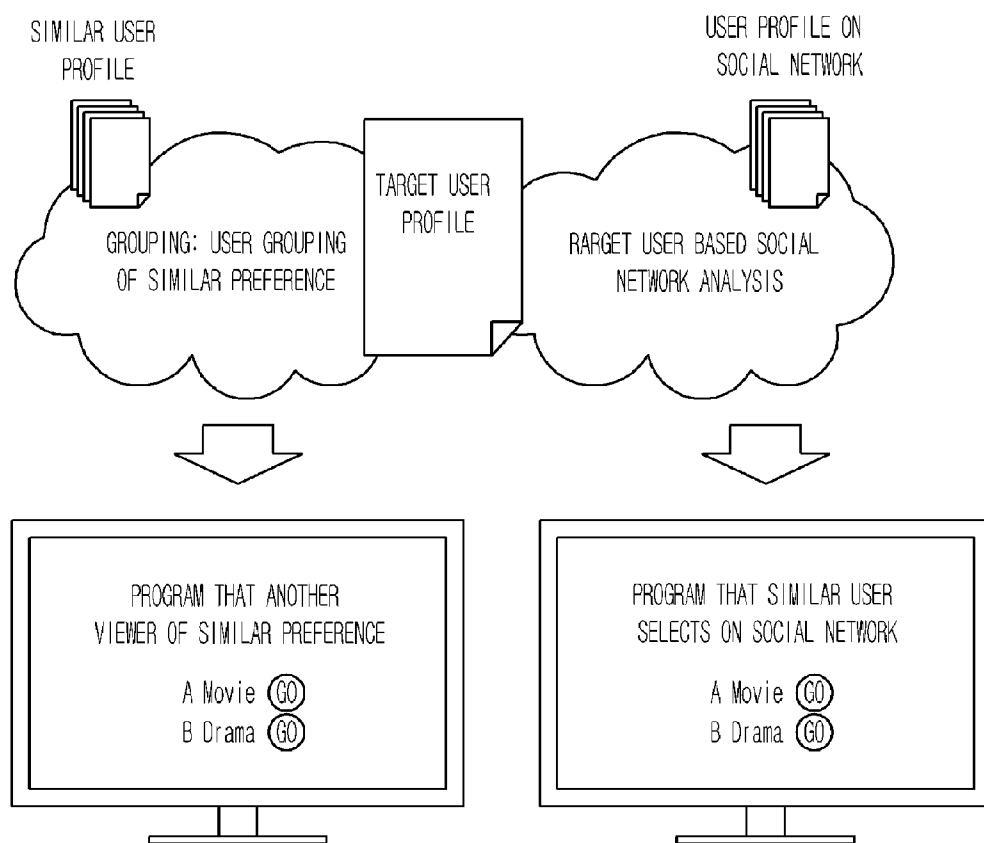 SIMILAR USER
PROFILE
USER PROFILE ON
SOCIAL NETWORK
TARGET USER
PROFILE
GROUPING: USER GROUPING
OF SIMILAR PREFERENCE
RARGET USER BASED SOCIAL
NETWORK ANALYSIS
PROGRAM THAT ANOTHER
VIEWER OF SIMILAR PREFERENCE
A Movie GO
B Drama GO
PROGRAM THAT SIMILAR USER
SELECTS ON SOCIAL NETWORK
A Movie GO
B Drama GO